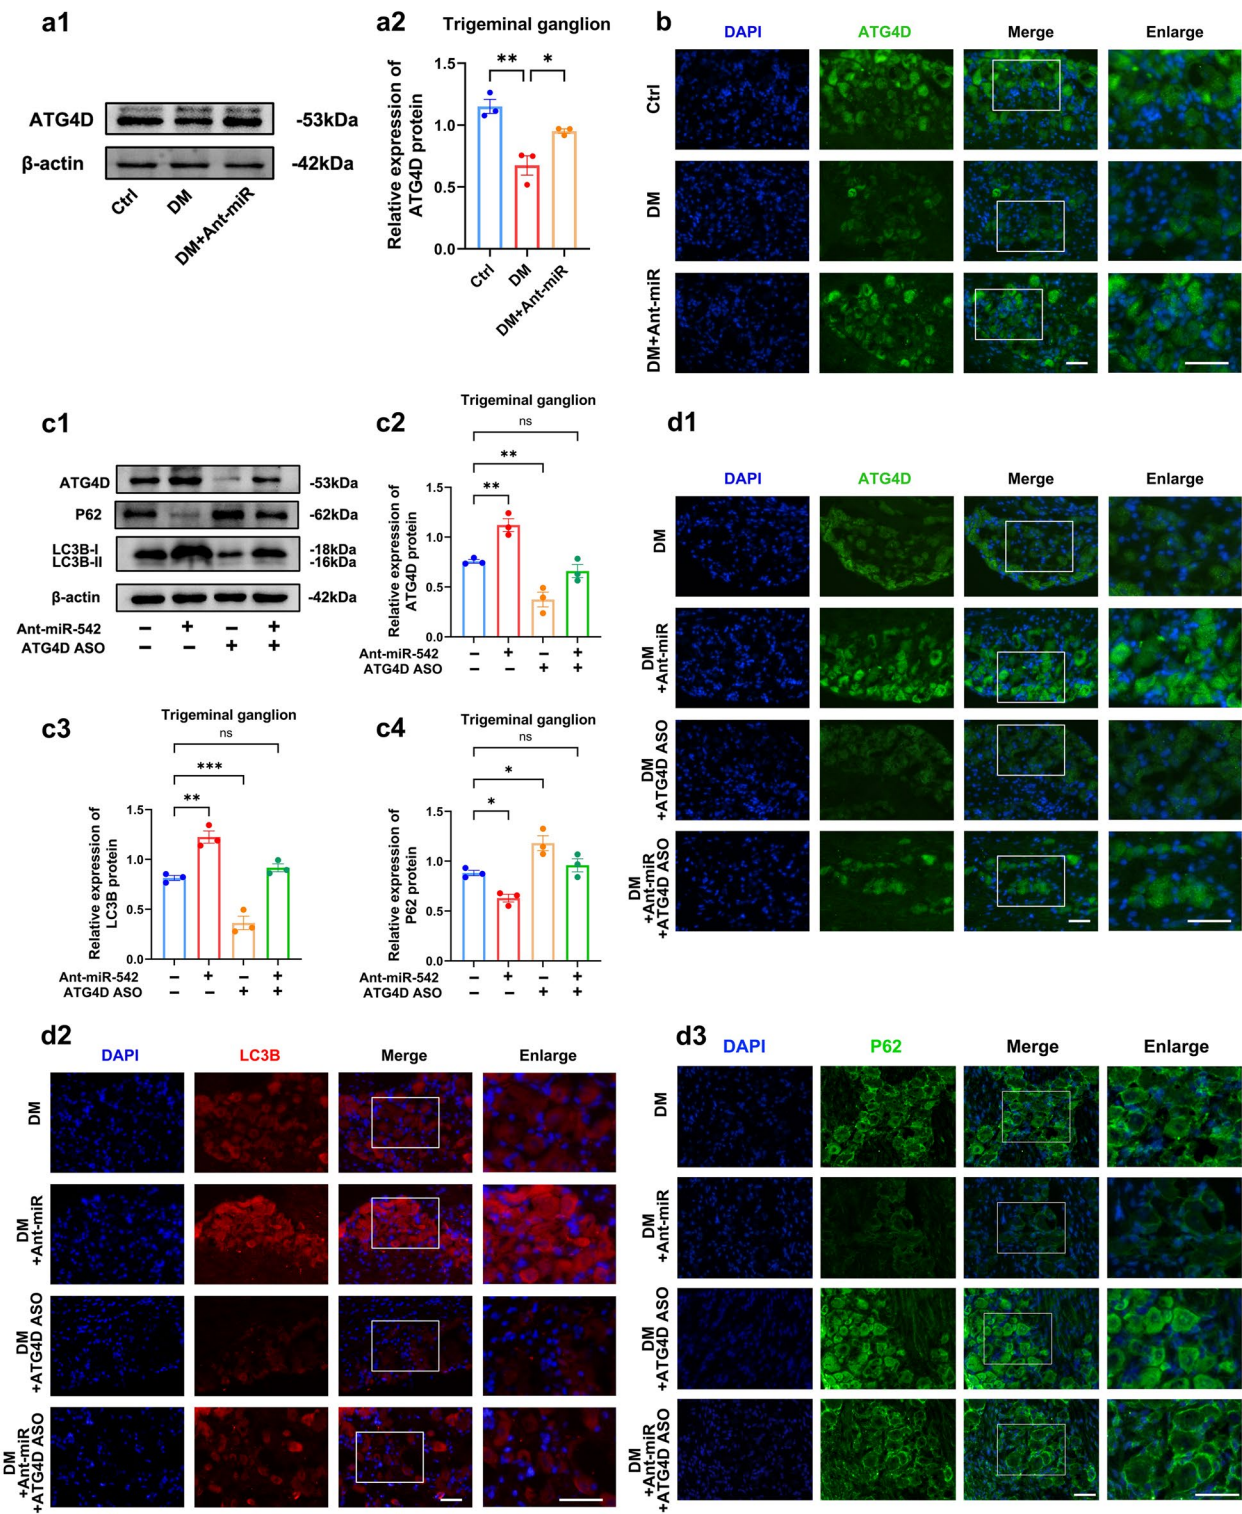 a1
ATG4D
-53kDa
β-actin
-42kDa
Ctrl
DM
DM+Ant-miR
a2
Trigeminal ganglion
Relative expression of
ATG4D protein
1.5
1.0
0.5
0.0
**
*
Ctrl
DM
DM+Ant-miR
b
DAPI
ATG4D
Merge
Enlarge
Ctrl
DM
DM+Ant-miR
c1
ATG4D
-53kDa
P62
-62kDa
LC3B-I
-18kDa
LC3B-II
-16kDa
β-actin
-42kDa
Ant-miR-542 − + − +
ATG4D ASO − − + +
c2
Trigeminal ganglion
ns
**
**
Relative expression of
ATG4D protein
1.5
1.0
0.5
0.0
Ant-miR-542 − + − +
ATG4D ASO − − + +
d1
DAPI
ATG4D
Merge
Enlarge
DM
DM
+Ant-miR
DM
+ATG4D ASO
DM
+Ant-miR
+ATG4D ASO
c3
Trigeminal ganglion
ns
***
**
Relative expression of
LC3B protein
1.5
1.0
0.5
0.0
Ant-miR-542 − + − +
ATG4D ASO − − + +
c4
Trigeminal ganglion
ns
*
*
Relative expression of
P62 protein
1.5
1.0
0.5
0.0
Ant-miR-542 − + − +
ATG4D ASO − − + +
d2
DAPI
LC3B
Merge
Enlarge
DM
DM
+Ant-miR
DM
+ATG4D ASO
DM
+Ant-miR
+ATG4D ASO
d3
DAPI
P62
Merge
Enlarge
DM
DM
+Ant-miR
DM
+ATG4D ASO
DM
+Ant-miR
+ATG4D ASO